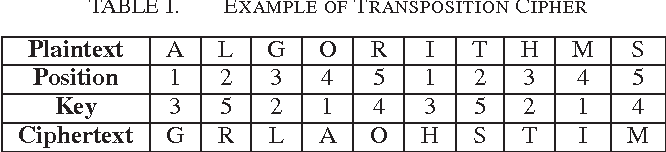 TABLE I. EXAMPLE OF TRANSPOSITION CIPHER
Plaintext A L G O R I T H M S
Position 1 2 3 4 5 1 2 3 4 5
Key 3 5 2 1 4 3 5 2 1 4
Ciphertext G R L A O H S T I M